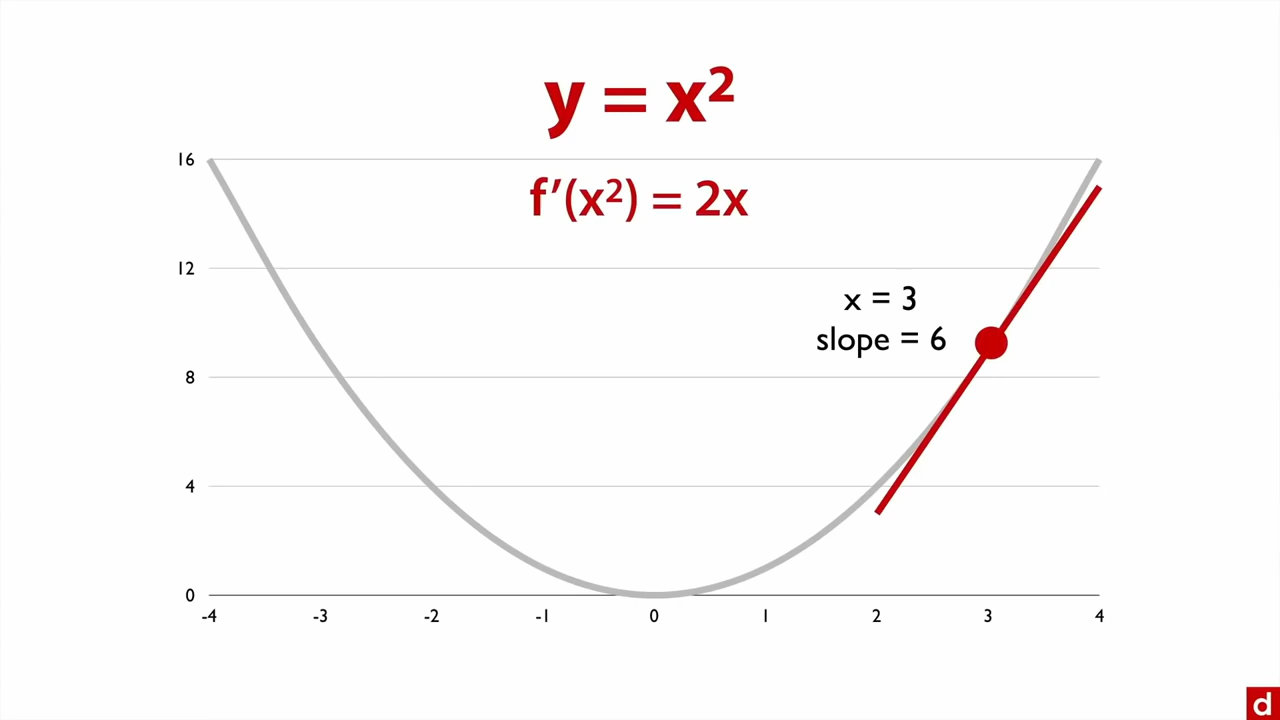 y = x²
f′(x²) = 2x
16
12
x = 3
slope = 6
8
4
0
-4 -3 -2 -1 0 1 2 3 4
d